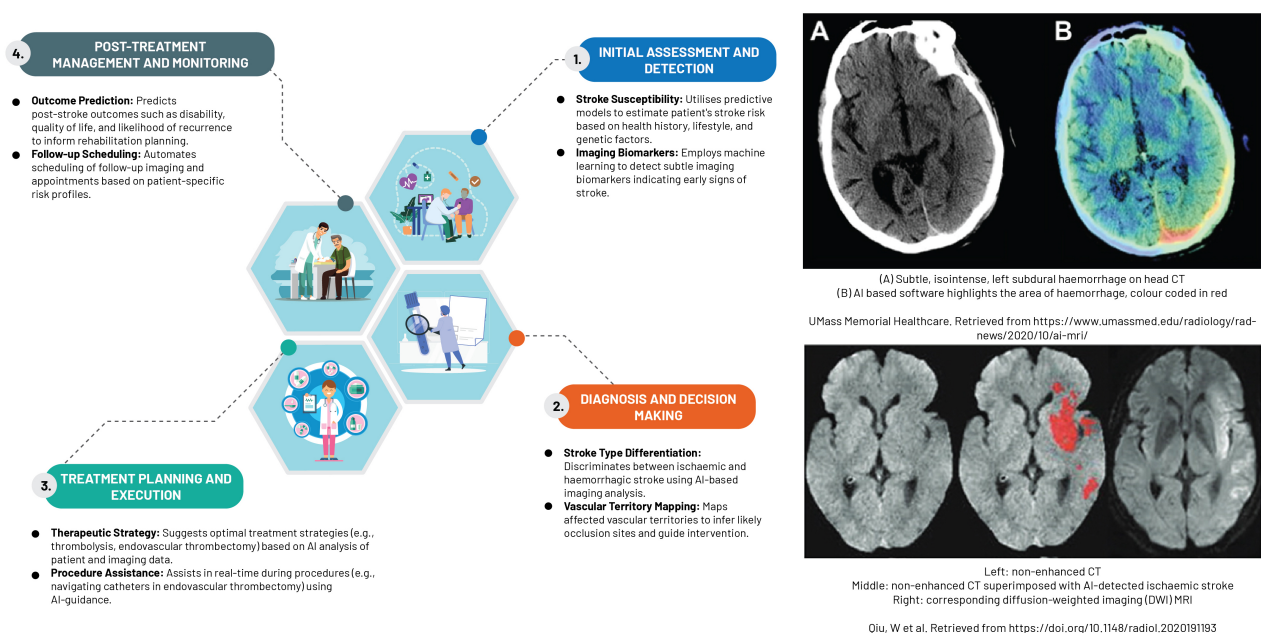 4.
POST-TREATMENT
MANAGEMENT AND MONITORING
● Outcome Prediction: Predicts
post-stroke outcomes such as disability,
quality of life, and likelihood of recurrence
to inform rehabilitation planning.
● Follow-up Scheduling: Automates
scheduling of follow-up imaging and
appointments based on patient-specific
risk profiles.
1.
INITIAL ASSESSMENT AND
DETECTION
● Stroke Susceptibility: Utilises predictive
models to estimate patient's stroke risk
based on health history, lifestyle, and
genetic factors.
● Imaging Biomarkers: Employs machine
learning to detect subtle imaging
biomarkers indicating early signs of
stroke.
2.
DIAGNOSIS AND DECISION
MAKING
● Stroke Type Differentiation:
Discriminates between ischaemic and
haemorrhagic stroke using AI-based
imaging analysis.
● Vascular Territory Mapping: Maps
affected vascular territories to infer likely
occlusion sites and guide intervention.
3.
TREATMENT PLANNING AND
EXECUTION
● Therapeutic Strategy: Suggests optimal treatment strategies (e.g.,
thrombolysis, endovascular thrombectomy) based on AI analysis of
patient and imaging data.
● Procedure Assistance: Assists in real-time during procedures (e.g.,
navigating catheters in endovascular thrombectomy) using
AI-guidance.
A
B
(A) Subtle, isointense, left subdural haemorrhage on head CT
(B) AI based software highlights the area of haemorrhage, colour coded in red
UMass Memorial Healthcare. Retrieved from https://www.umassmed.edu/radiology/rad-
news/2020/10/ai-mri/
Left: non-enhanced CT
Middle: non-enhanced CT superimposed with AI-detected ischaemic stroke
Right: corresponding diffusion-weighted imaging (DWI) MRI
Qiu, W et al. Retrieved from https://doi.org/10.1148/radiol.2020191193